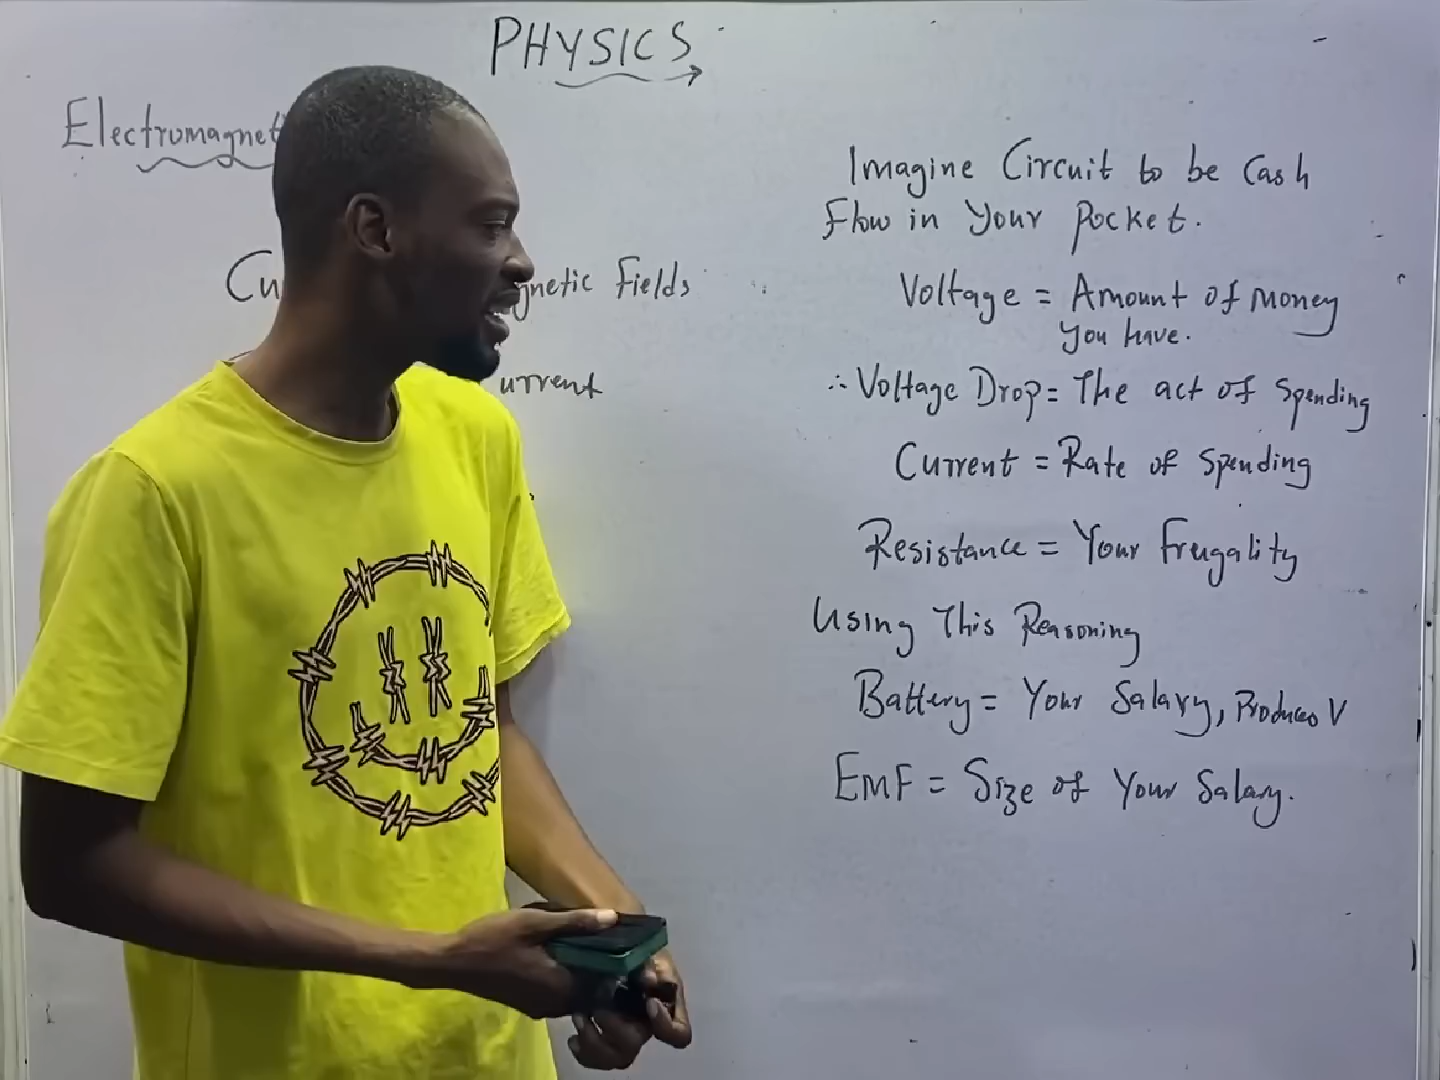 PHYSICS
Electromagnet
Cu gnetic Fields
urrent
Imagine Circuit to be Cash
Flow in Your Pocket.
Voltage = Amount of Money
You have.
∴ Voltage Drop = The act of Spending
Current = Rate of Spending
Resistance = Your Frugality
Using This Reasoning
Battery = Your Salary, Produces V
EMF = Size of Your Salary.